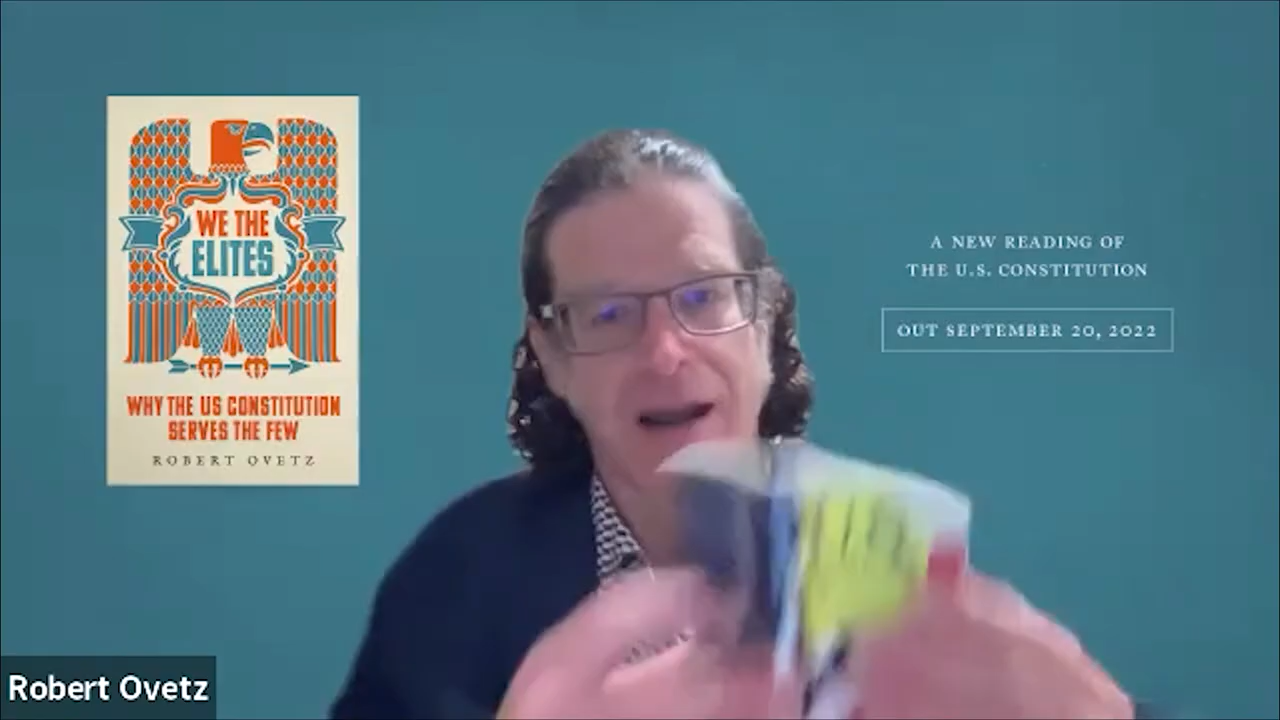 WE THE
ELITES
WHY THE US CONSTITUTION
SERVES THE FEW
ROBERT OVETZ
A NEW READING OF
THE U.S. CONSTITUTION
OUT SEPTEMBER 20, 2022
Robert Ovetz